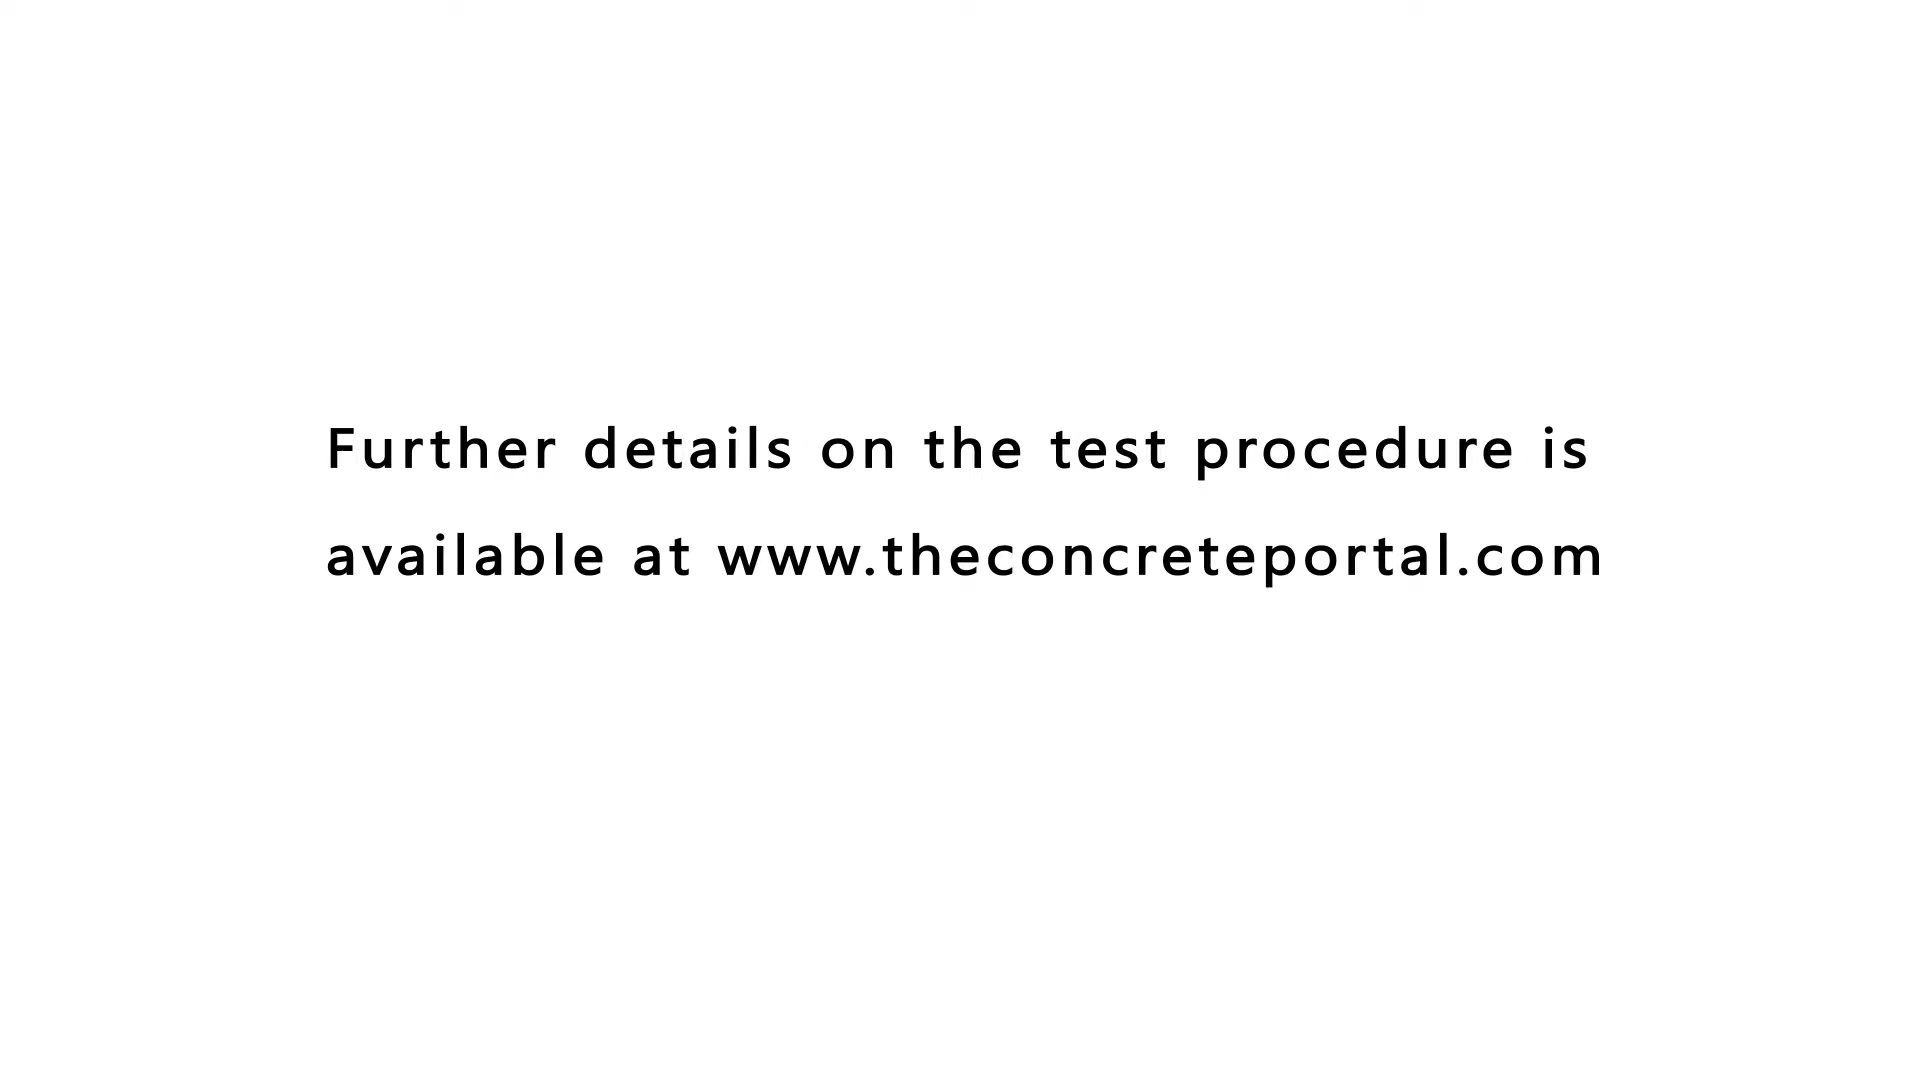 Further details on the test procedure is
available at www.theconcreteportal.com